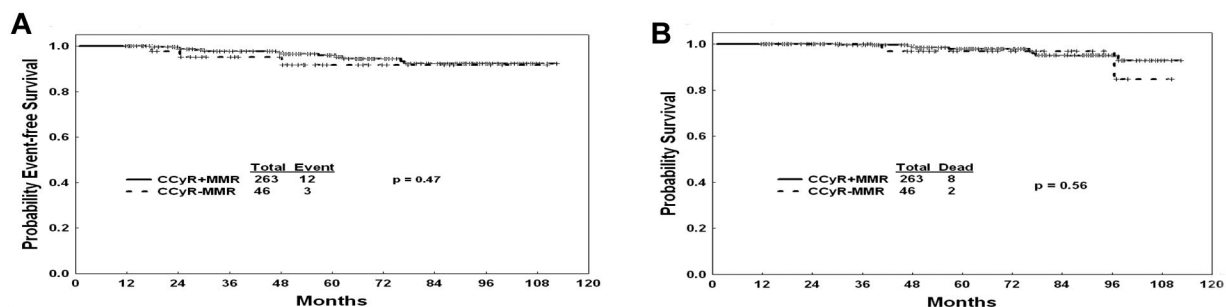 A
Probability Event-free Survival
1.0
0.8
0.6
0.4
0.2
0.0
Total Event
CCyR+MMR 263 12
CCyR-MMR 46 3
p = 0.47
0 12 24 36 48 60 72 84 96 108 120
Months
B
Probability Survival
1.0
0.8
0.6
0.4
0.2
0.0
Total Dead
CCyR+MMR 263 8
CCyR-MMR 46 2
p = 0.56
0 12 24 36 48 60 72 84 96 108 120
Months